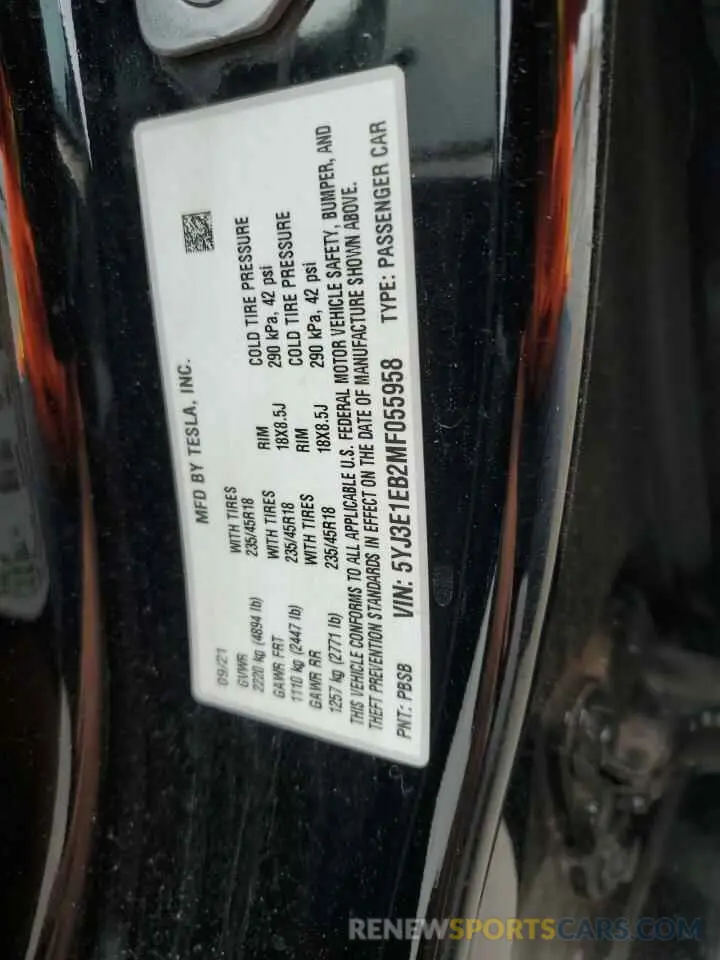 MFD BY TESLA, INC.
09/21
GVWR WITH TIRES RIM COLD TIRE PRESSURE
2220 kg (4894 lb) 235/45R18 18X8.5J 290 kPa, 42 psi
GAWR FRT WITH TIRES RIM COLD TIRE PRESSURE
1110 kg (2447 lb) 235/45R18 18X8.5J 290 kPa, 42 psi
GAWR RR WITH TIRES
1257 kg (2771 lb) 235/45R18
THIS VEHICLE CONFORMS TO ALL APPLICABLE U.S. FEDERAL MOTOR VEHICLE SAFETY, BUMPER, AND
THEFT PREVENTION STANDARDS IN EFFECT ON THE DATE OF MANUFACTURE SHOWN ABOVE.
PNT: PBSB VIN: 5YJ3E1EB2MF055958 TYPE: PASSENGER CAR
RENEWSPORTSCARS.COM